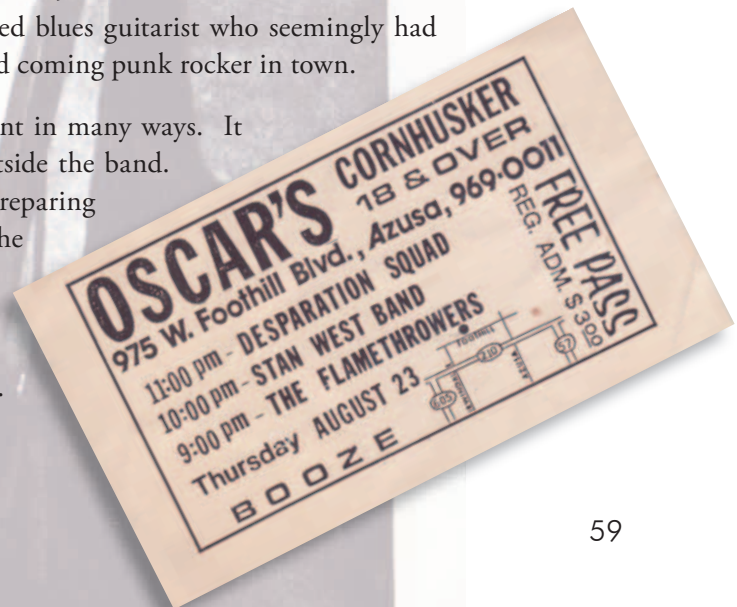 ed blues guitarist who seemingly had
d coming punk rocker in town.
nt in many ways. It
tside the band.
reparing
he
.
OSCAR'S CORNHUSKER
18 & OVER
975 W. Foothill Blvd., Azusa, 969-0011
11:00 pm - DESPARATION SQUAD
10:00 pm - STAN WEST BAND
9:00 pm - THE FLAMETHROWERS
Thursday AUGUST 23
BOOZE
FREE PASS
REG. ADM. $3.00
FOOTHILL
210
57
605
59